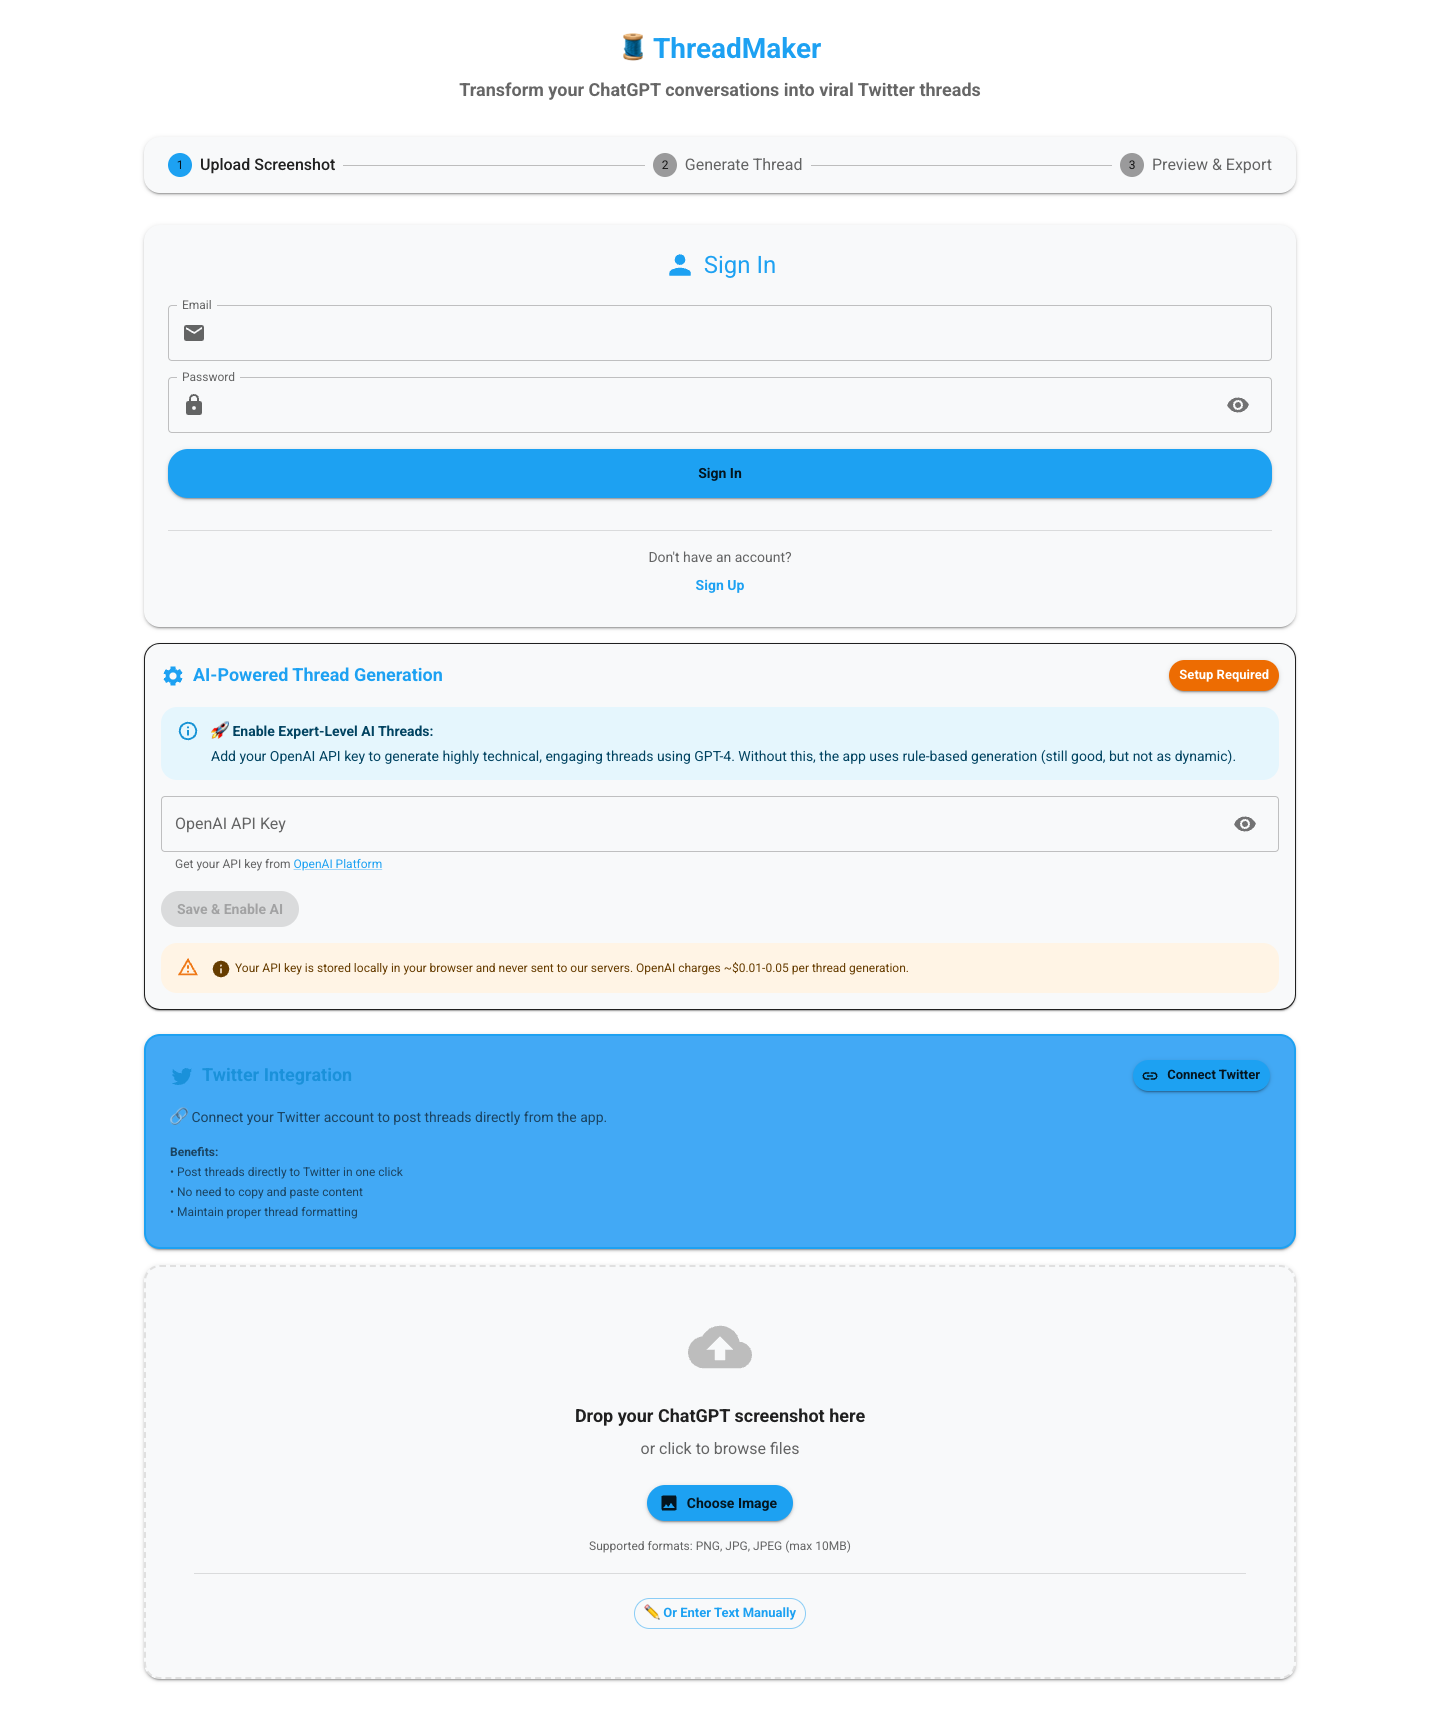 🧵 ThreadMaker
Transform your ChatGPT conversations into viral Twitter threads
1 Upload Screenshot
2 Generate Thread
3 Preview & Export
Sign In
Email
Password
Sign In
Don't have an account?
Sign Up
AI-Powered Thread Generation
Setup Required
🚀 Enable Expert-Level AI Threads:
Add your OpenAI API key to generate highly technical, engaging threads using GPT-4. Without this, the app uses rule-based generation (still good, but not as dynamic).
OpenAI API Key
Get your API key from OpenAI Platform
Save & Enable AI
Your API key is stored locally in your browser and never sent to our servers. OpenAI charges ~$0.01-0.05 per thread generation.
Twitter Integration
Connect Twitter
🔗 Connect your Twitter account to post threads directly from the app.
Benefits:
• Post threads directly to Twitter in one click
• No need to copy and paste content
• Maintain proper thread formatting
Drop your ChatGPT screenshot here
or click to browse files
Choose Image
Supported formats: PNG, JPG, JPEG (max 10MB)
✏️ Or Enter Text Manually